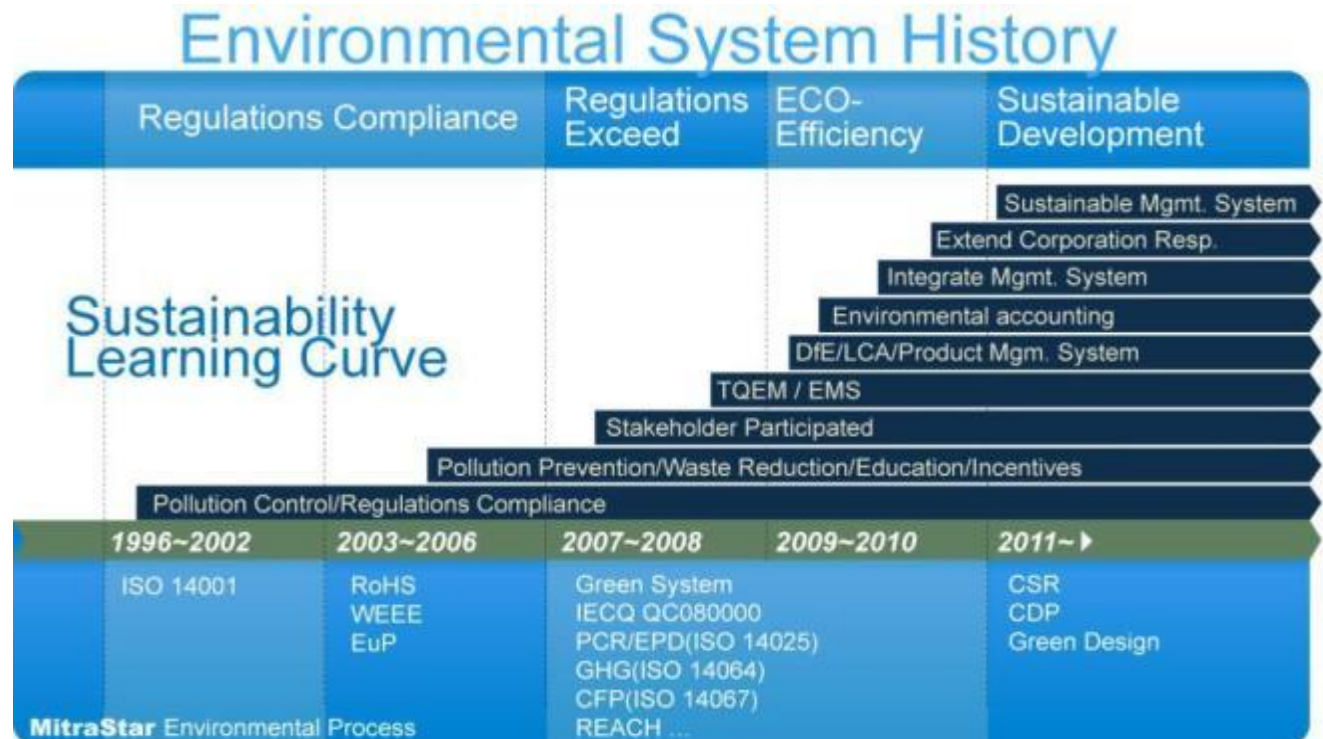 Environmental System History
Regulations Compliance
Regulations
Exceed
ECO-
Efficiency
Sustainable
Development
Sustainable Mgmt. System
Extend Corporation Resp.
Integrate Mgmt. System
Environmental accounting
DfE/LCA/Product Mgm. System
TQEM / EMS
Stakeholder Participated
Pollution Prevention/Waste Reduction/Education/Incentives
Pollution Control/Regulations Compliance
Sustainability
Learning Curve
1996~2002
2003~2006
2007~2008
2009~2010
2011~
ISO 14001
RoHS
WEEE
EuP
Green System
IECQ QC080000
PCR/EPD(ISO 14025)
GHG(ISO 14064)
CFP(ISO 14067)
REACH ...
CSR
CDP
Green Design
MitraStar Environmental Process